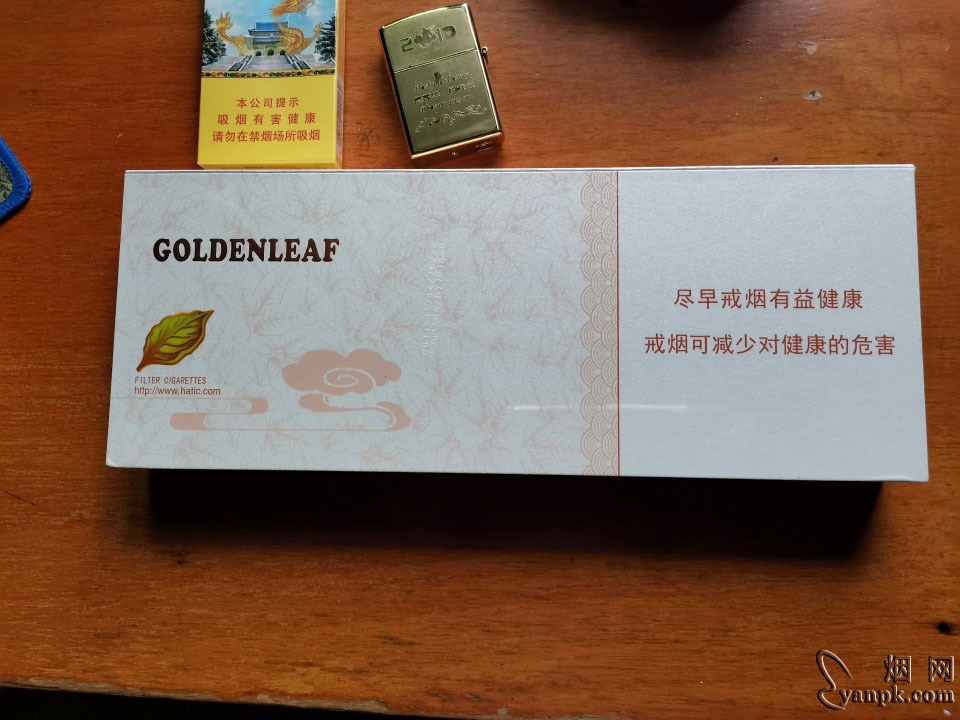 本公司提示
吸烟有害健康
请勿在禁烟场所吸烟
GOLDENLEAF
FILTER CIGARETTES
http://www.hatic.com
尽早戒烟有益健康
戒烟可减少对健康的危害
烟网
yanpk.com